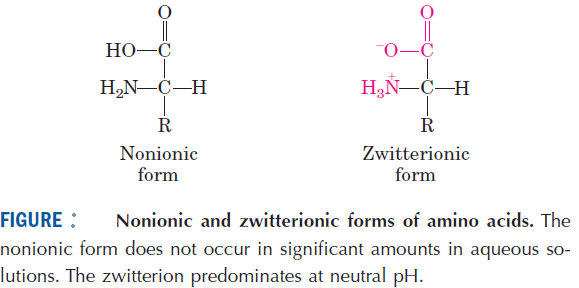 O
HO—C
H₂N—C—H
R
Nonionic
form
O
⁻O—C
H₃N⁺—C—H
R
Zwitterionic
form
FIGURE : Nonionic and zwitterionic forms of amino acids. The
nonionic form does not occur in significant amounts in aqueous so-
lutions. The zwitterion predominates at neutral pH.